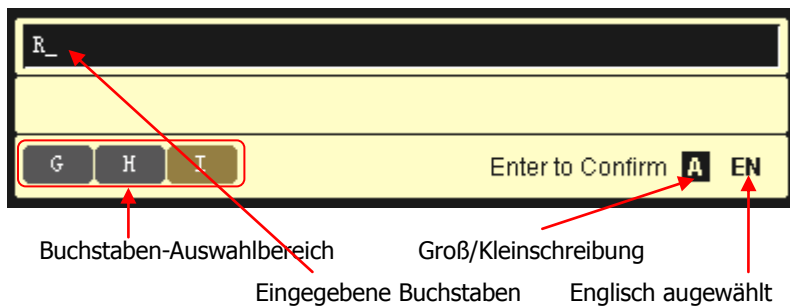 R_
G H I Enter to Confirm A EN
Buchstaben-Auswahlbereich Groß/Kleinschreibung
Eingegebene Buchstaben Englisch augewählt